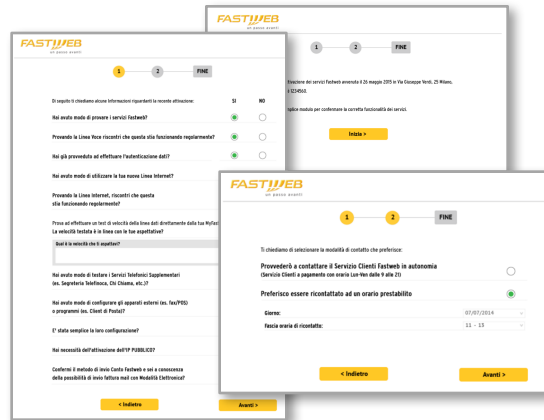 FASTWEB
un passo avanti
1 2 FINE
tivazione dei servizi Fastweb avvenuta il 26 maggio 2015 in Via Giuseppe Verdi, 25 Milano,
1234560.
mplice modulo per confermare la corretta funzionalità dei servizi.
Inizia >
FASTWEB
un passo avanti
1 2 FINE
Di seguito ti chiediamo alcune informazioni riguardanti la recente attivazione: SI NO
Hai avuto modo di provare i servizi Fastweb?
Provando la Linea Voce riscontri che questa stia funzionando regolarmente?
Hai già provveduto ad effettuare l'autenticazione dati?
Hai avuto modo di utilizzare la tua nuova Linea Internet?
Provando la Linea Internet, riscontri che questa
stia funzionando regolarmente?
Prova ad effettuare un test di velocità della linea dati direttamente dalla tua MyFast
La velocità testata è in linea con le tue aspettative?
Qual è la velocità che ti aspettavi?
Hai avuto modo di testare i Servizi Telefonici Supplementari
(es. Segreteria Telefonica, Chi Chiama, etc.)?
Hai avuto modo di configurare gli apparati esterni (es. fax/POS)
o programmi (es. Client di Posta)?
E' stata semplice la loro configurazione?
Hai necessità dell'attivazione dell'IP PUBBLICO?
Confermi il metodo di invio Conto Fastweb e sei a conoscenza
della possibilità di invio fattura mail con Modalità Elettronica?
< Indietro Avanti >
FASTWEB
un passo avanti
1 2 FINE
Ti chiediamo di selezionare la modalità di contatto che preferisce:
Provvederò a contattare il Servizio Clienti Fastweb in autonomia
(Servizio Clienti a pagamento con orario Lun-Ven dalle 9 alle 21)
Preferisco essere ricontattato ad un orario prestabilito
Giorno: 07/07/2014
Fascia oraria di ricontatto: 11 - 13
< Indietro Avanti >